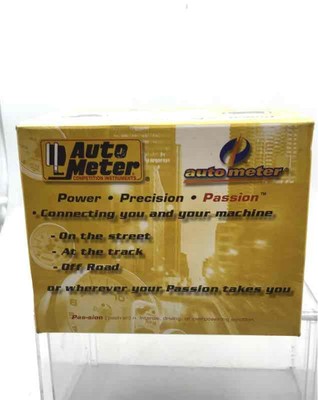 Auto Meter
COMPETITION INSTRUMENTS
auto meter
Power • Precision • Passion™
• Connecting you and your machine
- On the street
- At the track
- Off Road
or wherever your Passion takes you